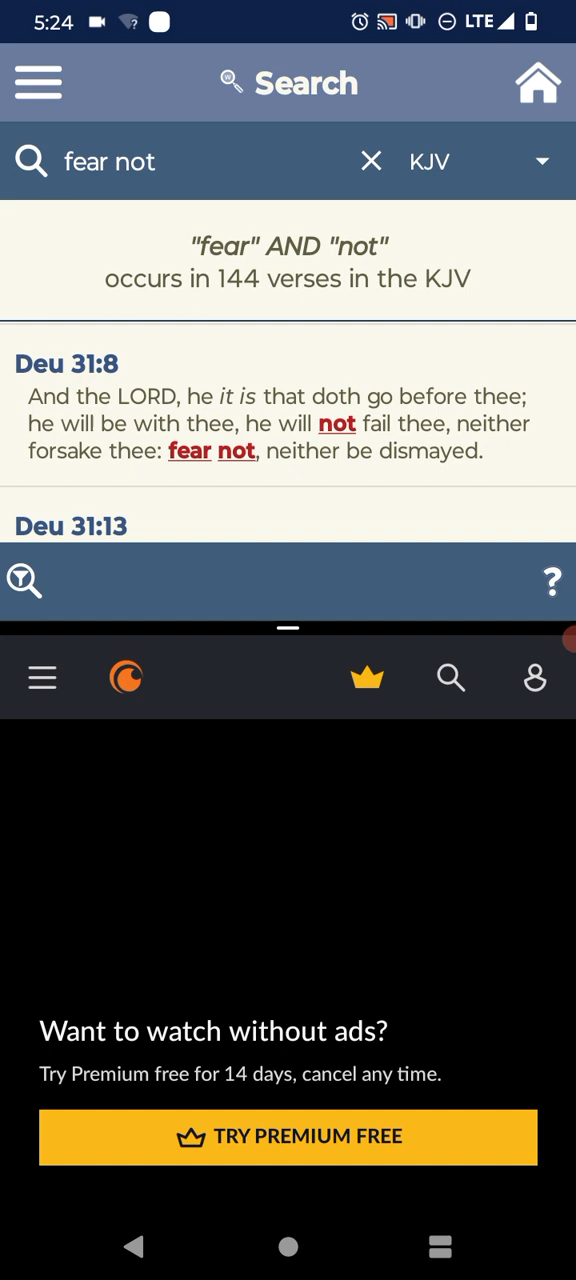 5:24
LTE
Search
fear not
KJV
"fear" AND "not"
occurs in 144 verses in the KJV
Deu 31:8
And the LORD, he it is that doth go before thee;
he will be with thee, he will not fail thee, neither
forsake thee: fear not, neither be dismayed.
Deu 31:13
?
Want to watch without ads?
Try Premium free for 14 days, cancel any time.
TRY PREMIUM FREE